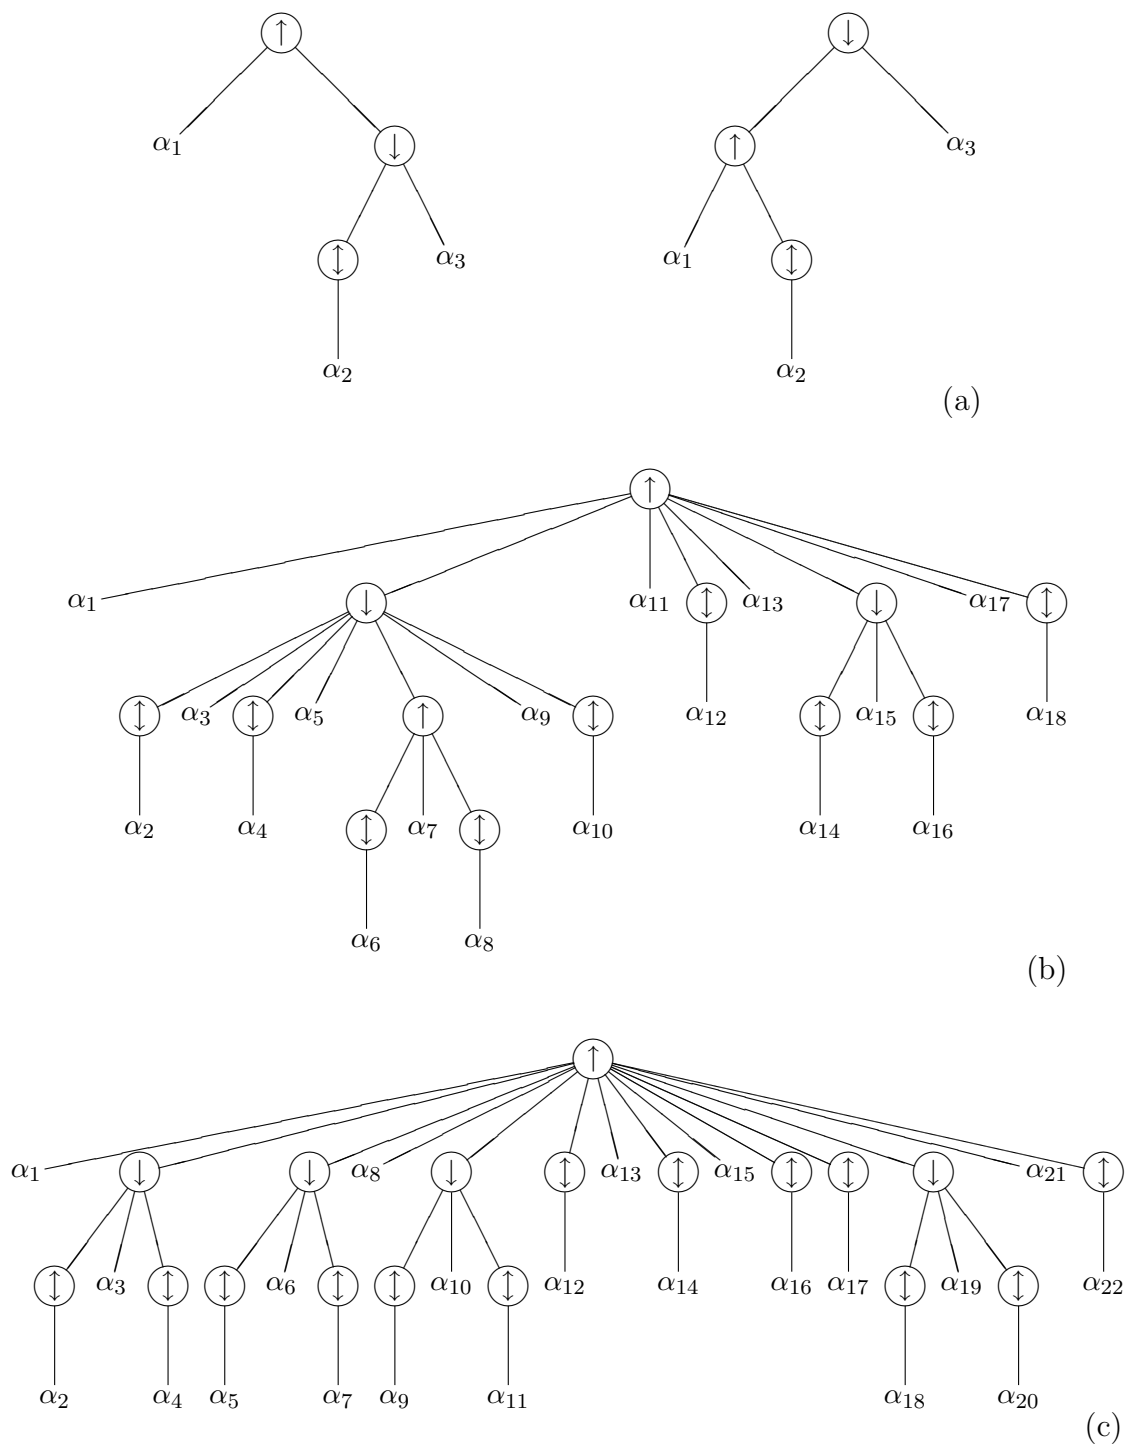 ↑ ↓
α₁ ↓ ↑ α₃
↕ α₃ α₁ ↕
α₂ α₂
(a)
↑
α₁ ↓ α₁₁ ↕ α₁₃ ↓ α₁₇ ↕
↕ α₃ ↕ α₅ ↑ α₉ ↕ α₁₂ ↕ α₁₅ ↕ α₁₈
α₂ α₄ ↕ α₇ ↕ α₁₀ α₁₄ α₁₆
α₆ α₈
(b)
↑
α₁ ↓ ↓ α₈ ↓ ↕ α₁₃ ↕ α₁₅ ↕ ↕ ↓ α₂₁ ↕
↕ α₃ ↕ ↕ α₆ ↕ ↕ α₁₀ ↕ α₁₂ α₁₄ α₁₆ α₁₇ ↕ α₁₉ ↕ α₂₂
α₂ α₄ α₅ α₇ α₉ α₁₁ α₁₈ α₂₀
(c)